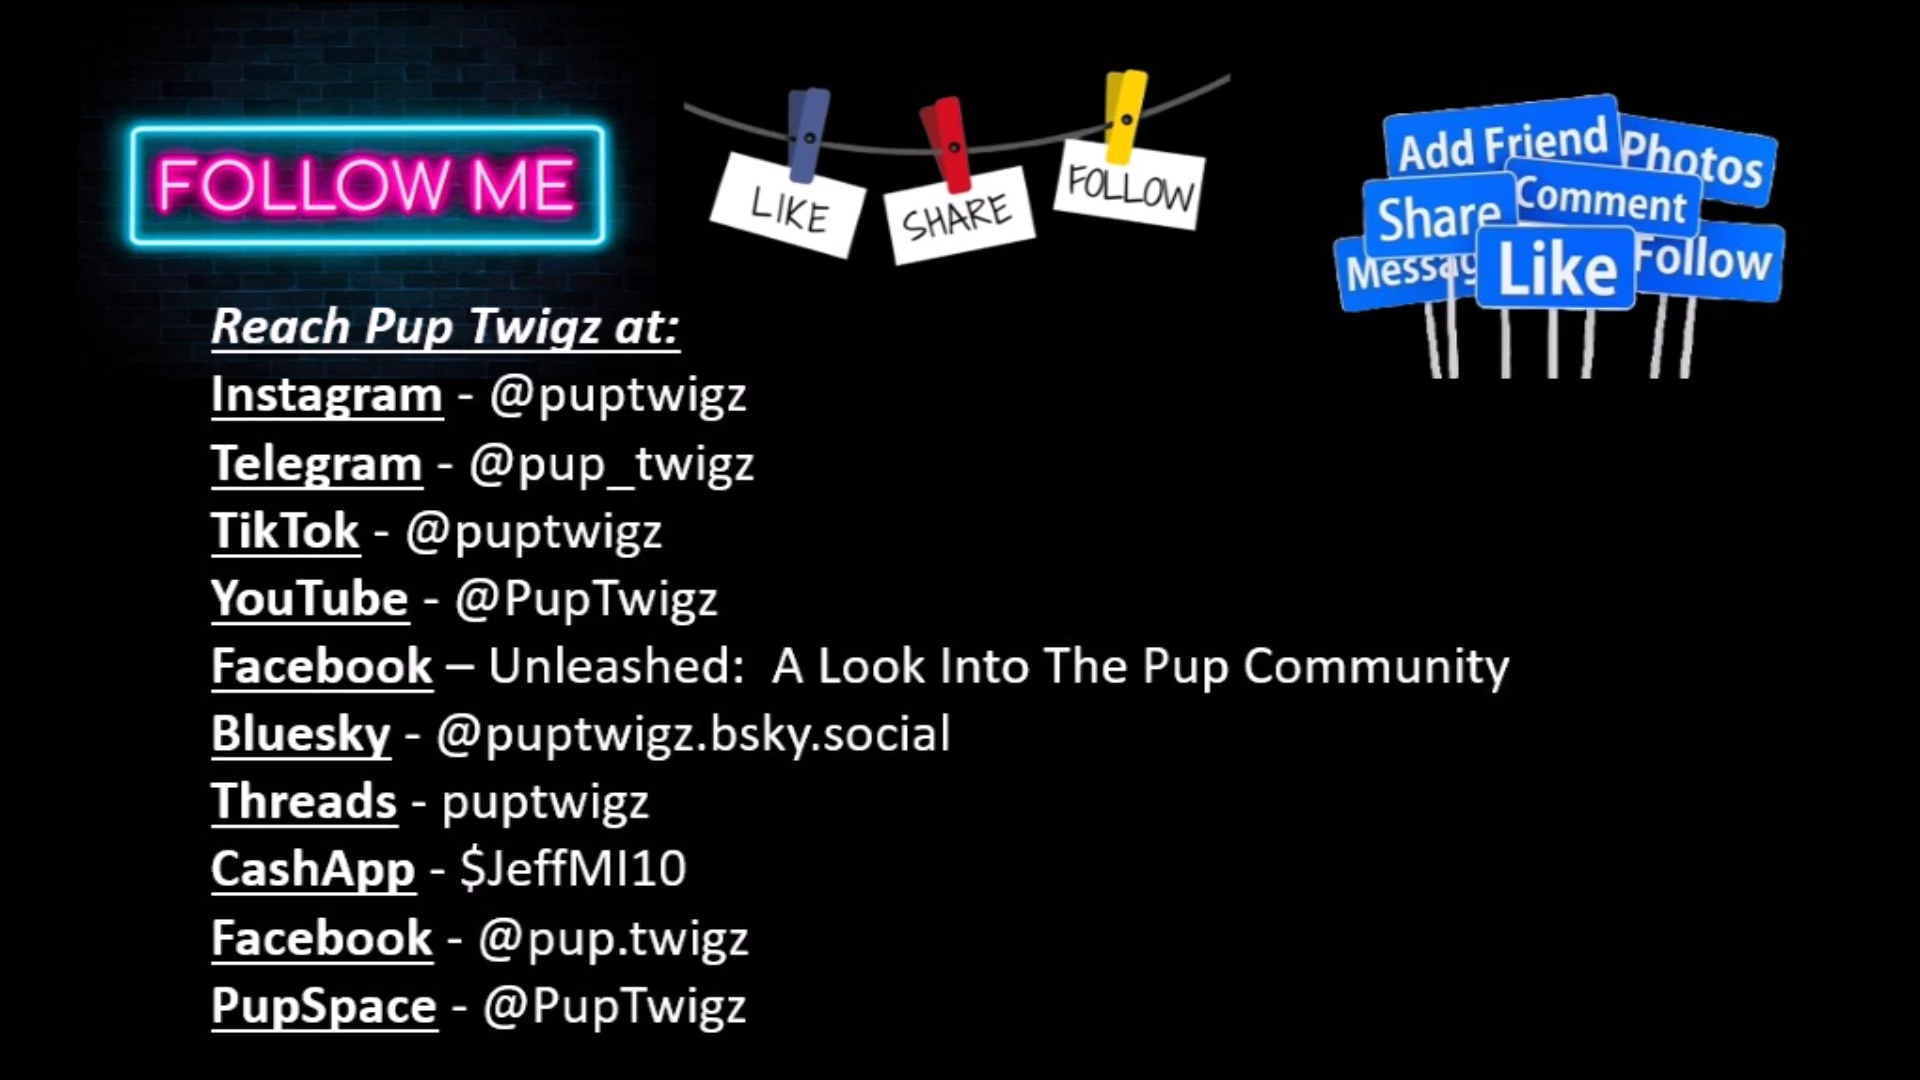 FOLLOW ME
LIKE
SHARE
FOLLOW
Add Friend
Photos
Share
Comment
Messag
Like
Follow
Reach Pup Twigz at:
Instagram - @puptwigz
Telegram - @pup_twigz
TikTok - @puptwigz
YouTube - @PupTwigz
Facebook – Unleashed:  A Look Into The Pup Community
Bluesky - @puptwigz.bsky.social
Threads - puptwigz
CashApp - $JeffMI10
Facebook - @pup.twigz
PupSpace - @PupTwigz